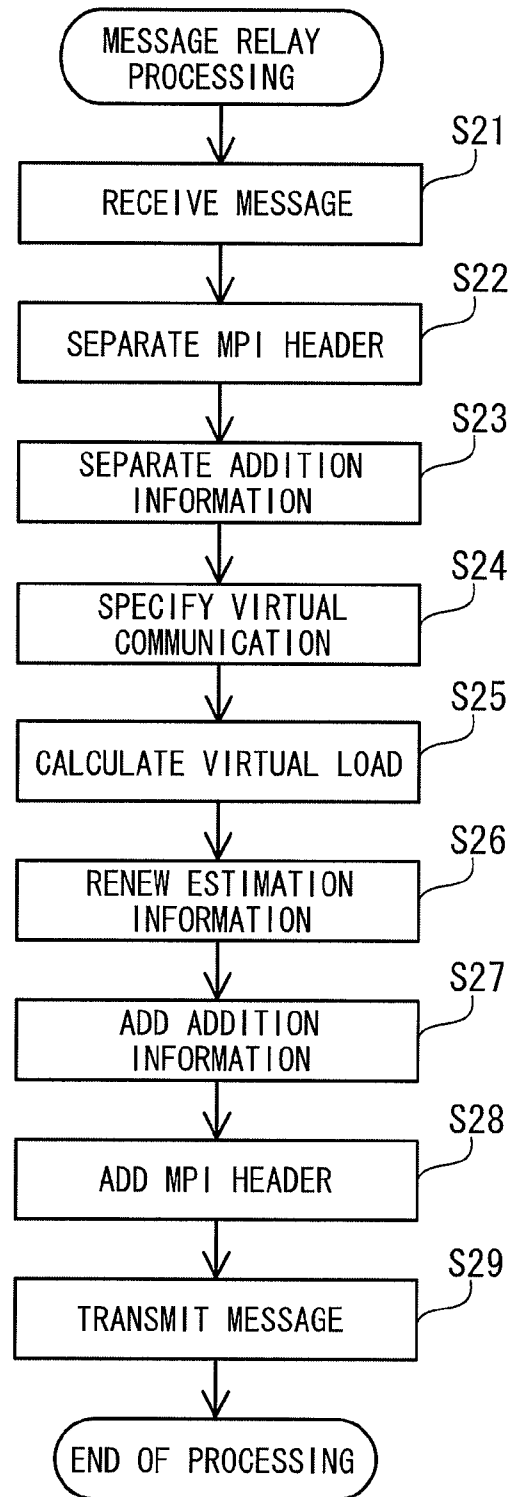 MESSAGE RELAY
PROCESSING
S21
RECEIVE MESSAGE
S22
SEPARATE MPI HEADER
S23
SEPARATE ADDITION
INFORMATION
S24
SPECIFY VIRTUAL
COMMUNICATION
S25
CALCULATE VIRTUAL LOAD
S26
RENEW ESTIMATION
INFORMATION
S27
ADD ADDITION
INFORMATION
S28
ADD MPI HEADER
S29
TRANSMIT MESSAGE
END OF PROCESSING